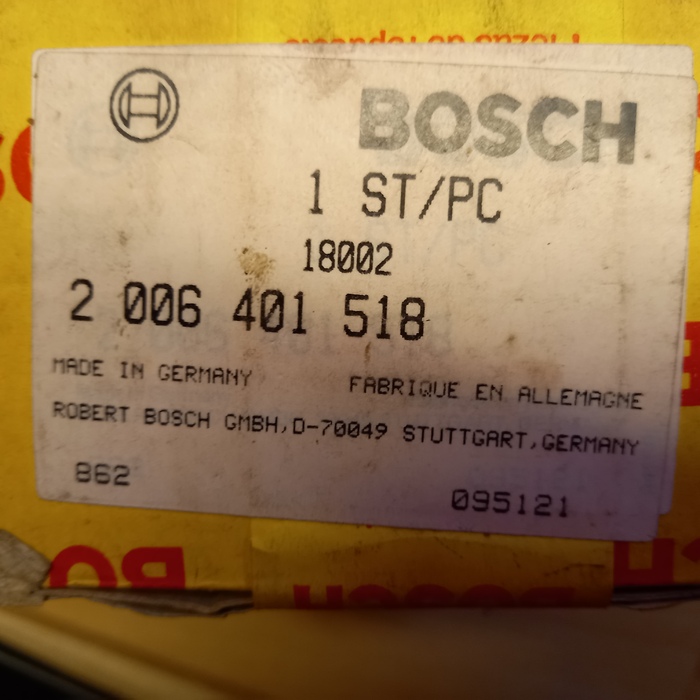 BOSCH
1 ST/PC
18002
2 006 401 518
MADE IN GERMANY FABRIQUE EN ALLEMAGNE
ROBERT BOSCH GMBH,D-70049 STUTTGART,GERMANY
862 095121
BOSCH